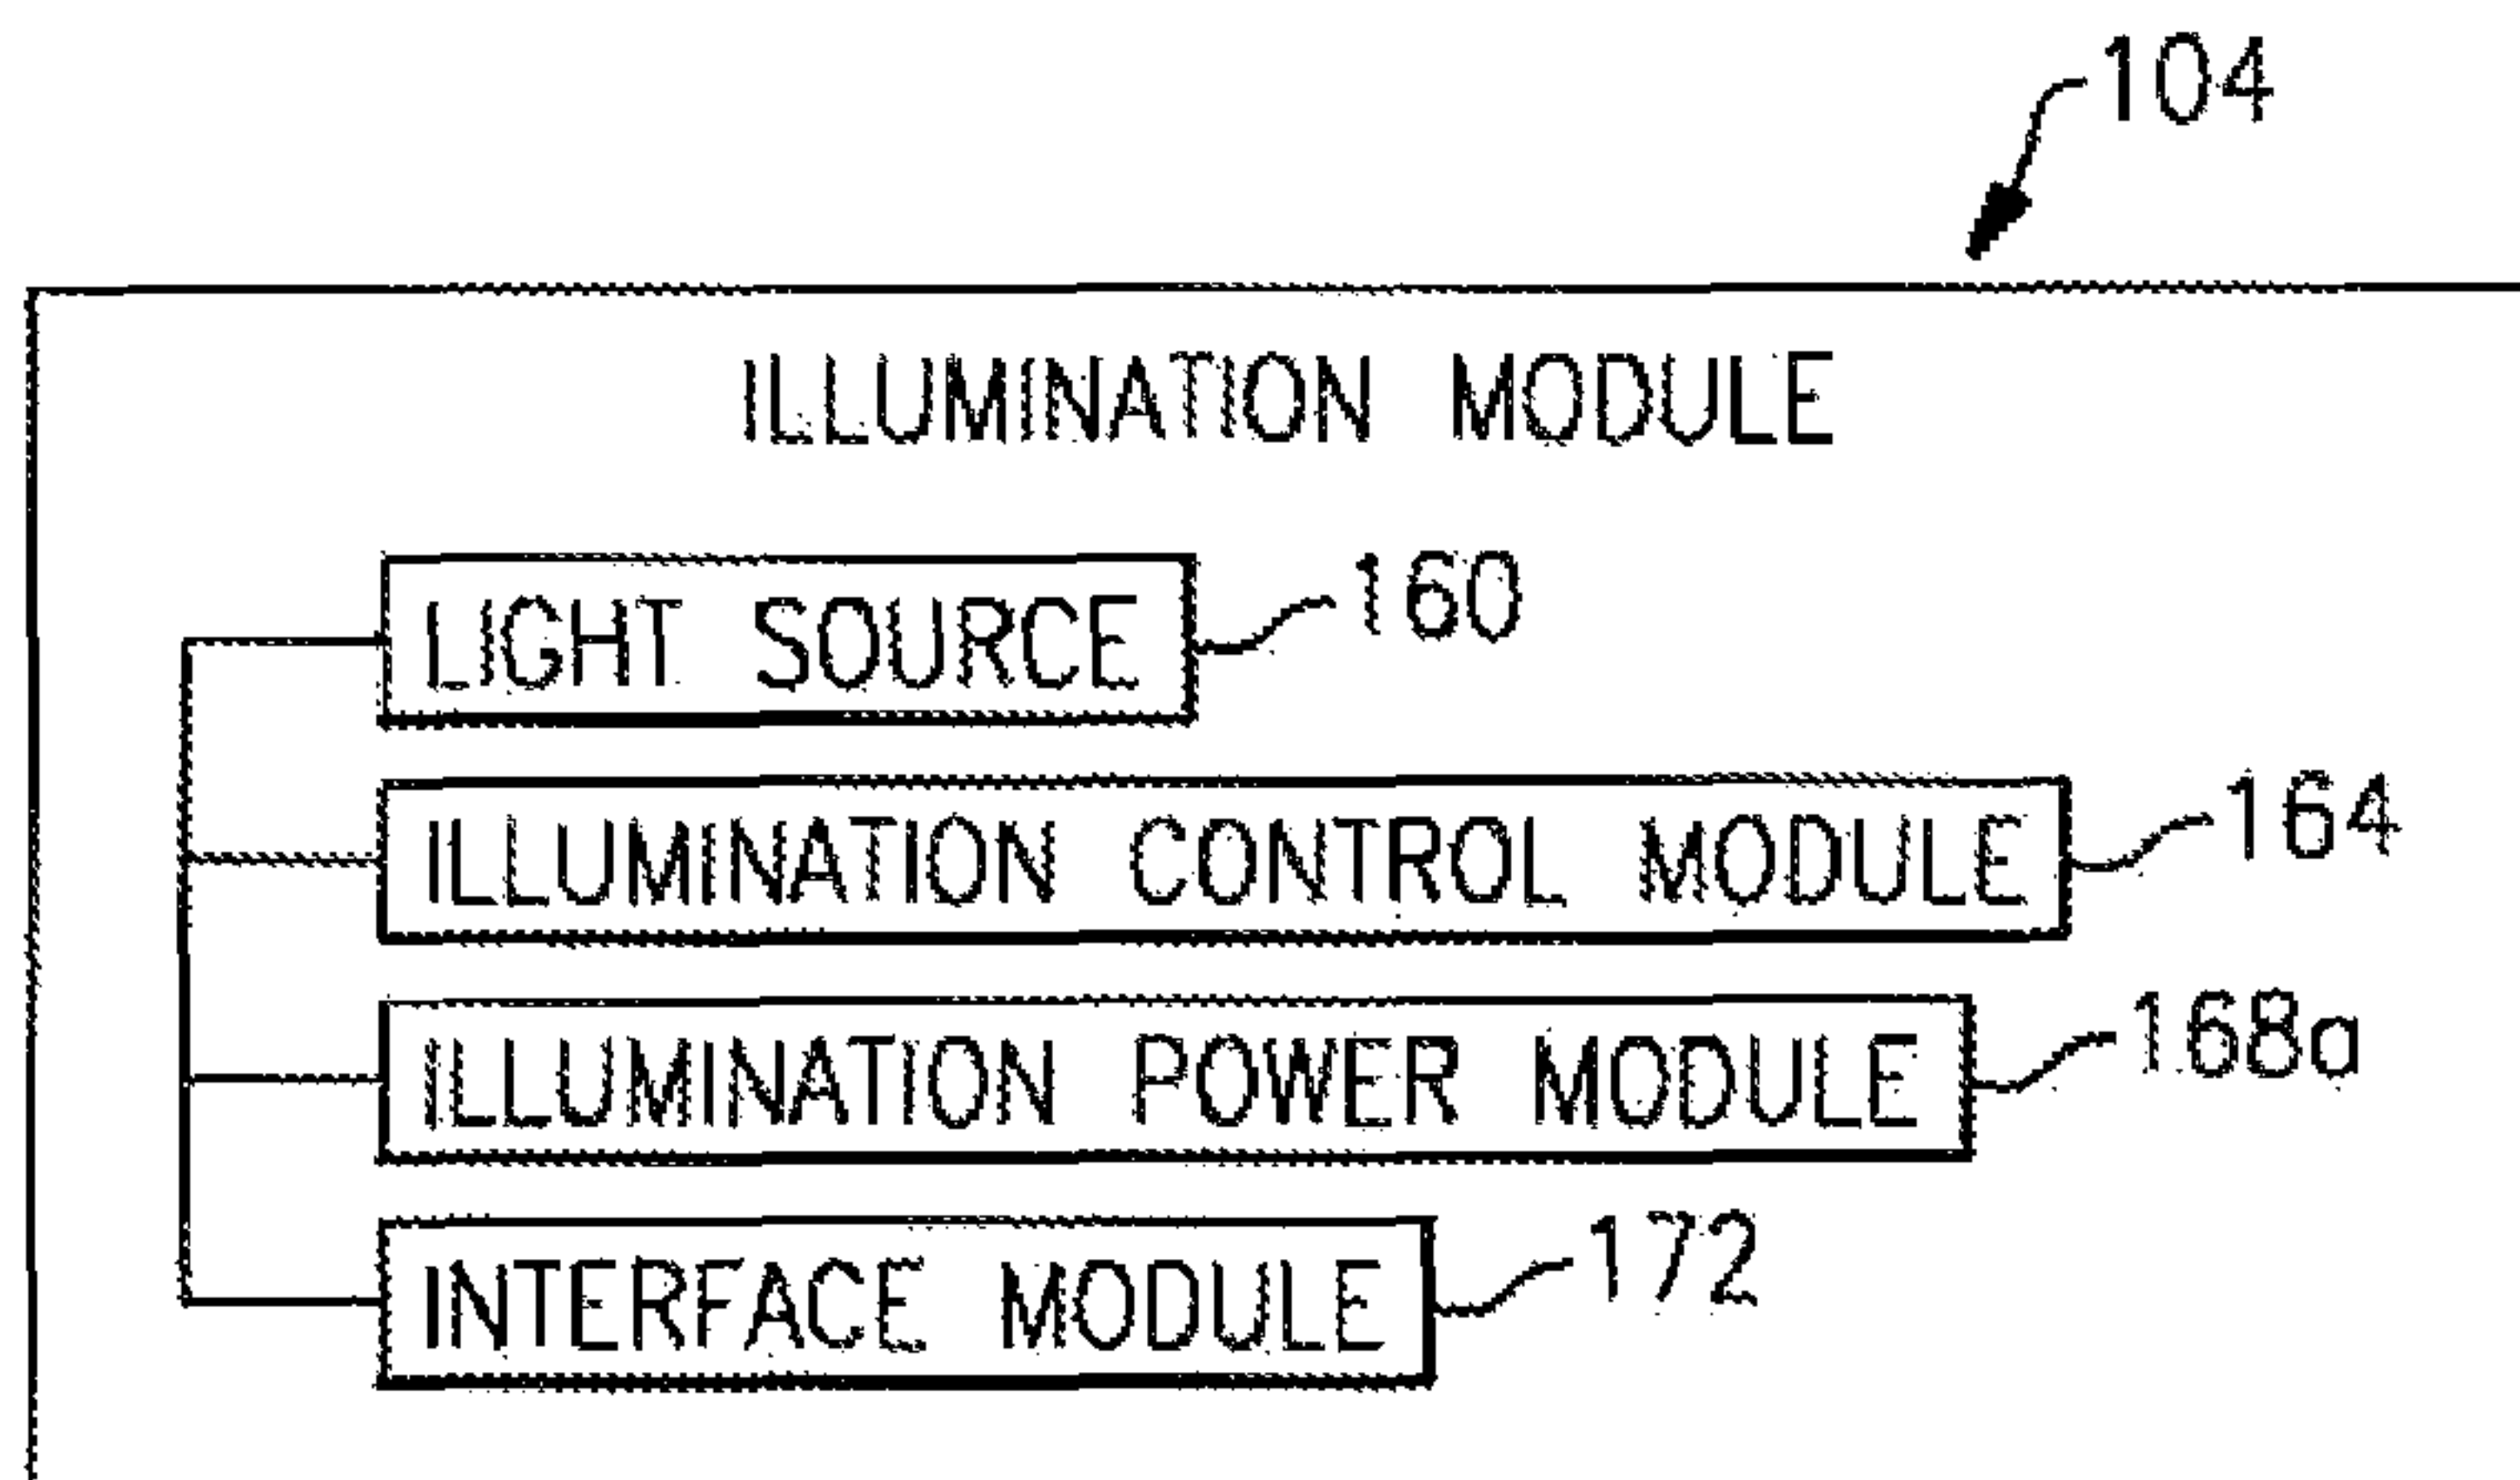 104
ILLUMINATION MODULE
LIGHT SOURCE 160
ILLUMINATION CONTROL MODULE 164
ILLUMINATION POWER MODULE 168a
INTERFACE MODULE 172